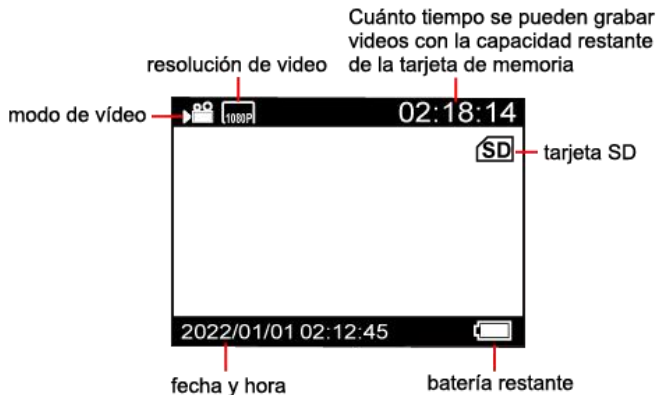 Cuánto tiempo se pueden grabar
videos con la capacidad restante
de la tarjeta de memoria
resolución de video
modo de vídeo
1080P
02:18:14
SD
tarjeta SD
2022/01/01 02:12:45
fecha y hora
batería restante